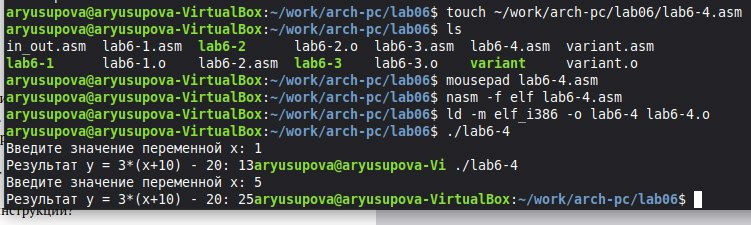 aryusupova@aryusupova-VirtualBox:~/work/arch-pc/lab06$ touch ~/work/arch-pc/lab06/lab6-4.asm
aryusupova@aryusupova-VirtualBox:~/work/arch-pc/lab06$ ls
in_out.asm lab6-1.asm lab6-2 lab6-2.o lab6-3.asm lab6-4.asm variant.asm
lab6-1 lab6-1.o lab6-2.asm lab6-3 lab6-3.o variant variant.o
aryusupova@aryusupova-VirtualBox:~/work/arch-pc/lab06$ mousepad lab6-4.asm
aryusupova@aryusupova-VirtualBox:~/work/arch-pc/lab06$ nasm -f elf lab6-4.asm
aryusupova@aryusupova-VirtualBox:~/work/arch-pc/lab06$ ld -m elf_i386 -o lab6-4 lab6-4.o
aryusupova@aryusupova-VirtualBox:~/work/arch-pc/lab06$ ./lab6-4
Введите значение переменной x: 1
Результат y = 3*(x+10) - 20: 13aryusupova@aryusupova-Vi ./lab6-4
Введите значение переменной x: 5
Результат y = 3*(x+10) - 20: 25aryusupova@aryusupova-VirtualBox:~/work/arch-pc/lab06$
нструкции?